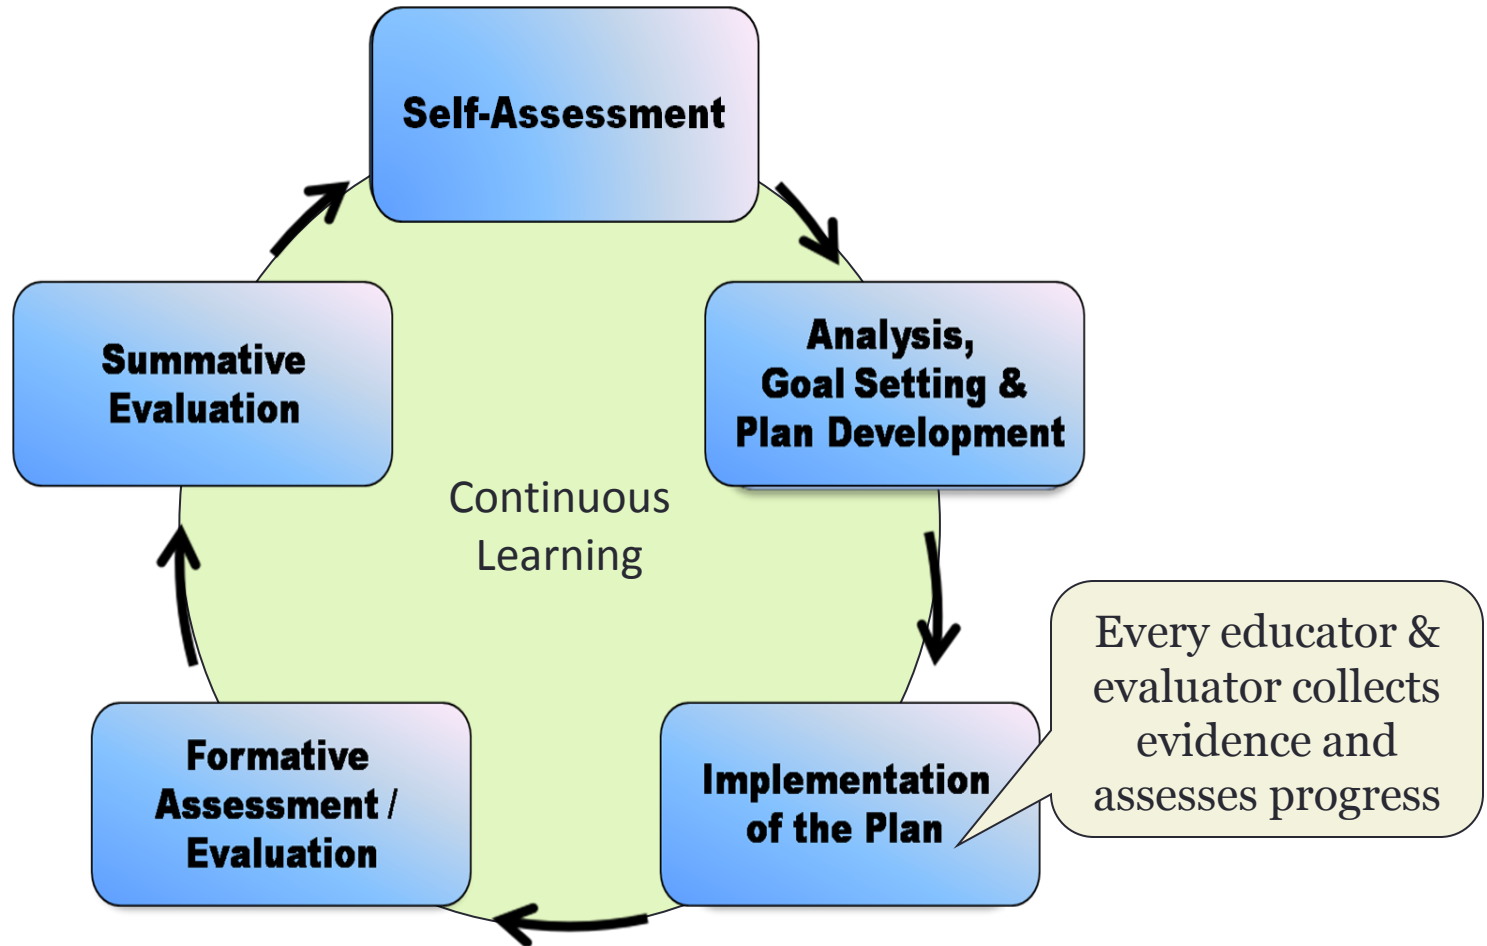 Self-Assessment
Analysis,
Goal Setting &
Plan Development
Summative
Evaluation
Continuous
Learning
Every educator &
evaluator collects
evidence and
assesses progress
Implementation
of the Plan
Formative
Assessment /
Evaluation